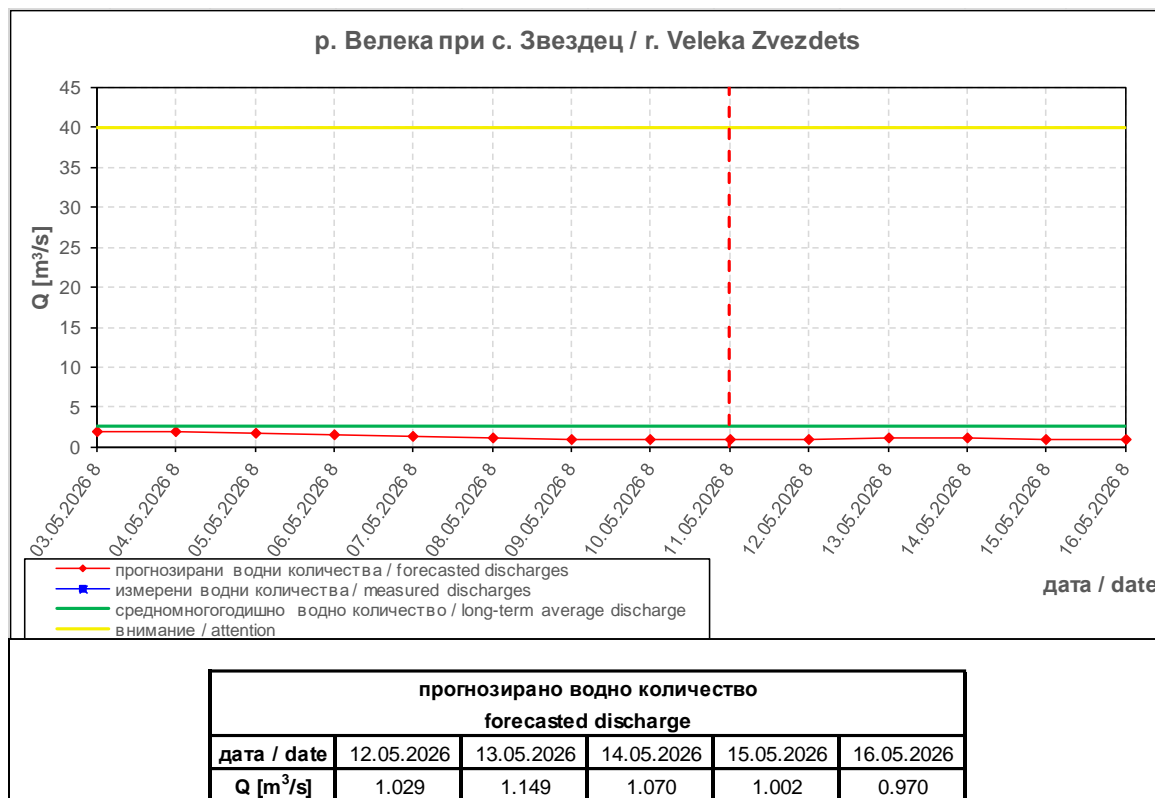 р. Велека при с. Звездец / r. Veleka Zvezdets
Q [m³/s]
45
40
35
30
25
20
15
10
5
0
03.05.2026 8
04.05.2026 8
05.05.2026 8
06.05.2026 8
07.05.2026 8
08.05.2026 8
09.05.2026 8
10.05.2026 8
11.05.2026 8
12.05.2026 8
13.05.2026 8
14.05.2026 8
15.05.2026 8
16.05.2026 8
дата / date
прогнозирани водни количества / forecasted discharges
измерени водни количества / measured discharges
средномногогодишно водно количество / long-term average discharge
внимание / attention
прогнозирано водно количество
forecasted discharge
дата / date 12.05.2026 13.05.2026 14.05.2026 15.05.2026 16.05.2026
Q [m³/s] 1.029 1.149 1.070 1.002 0.970